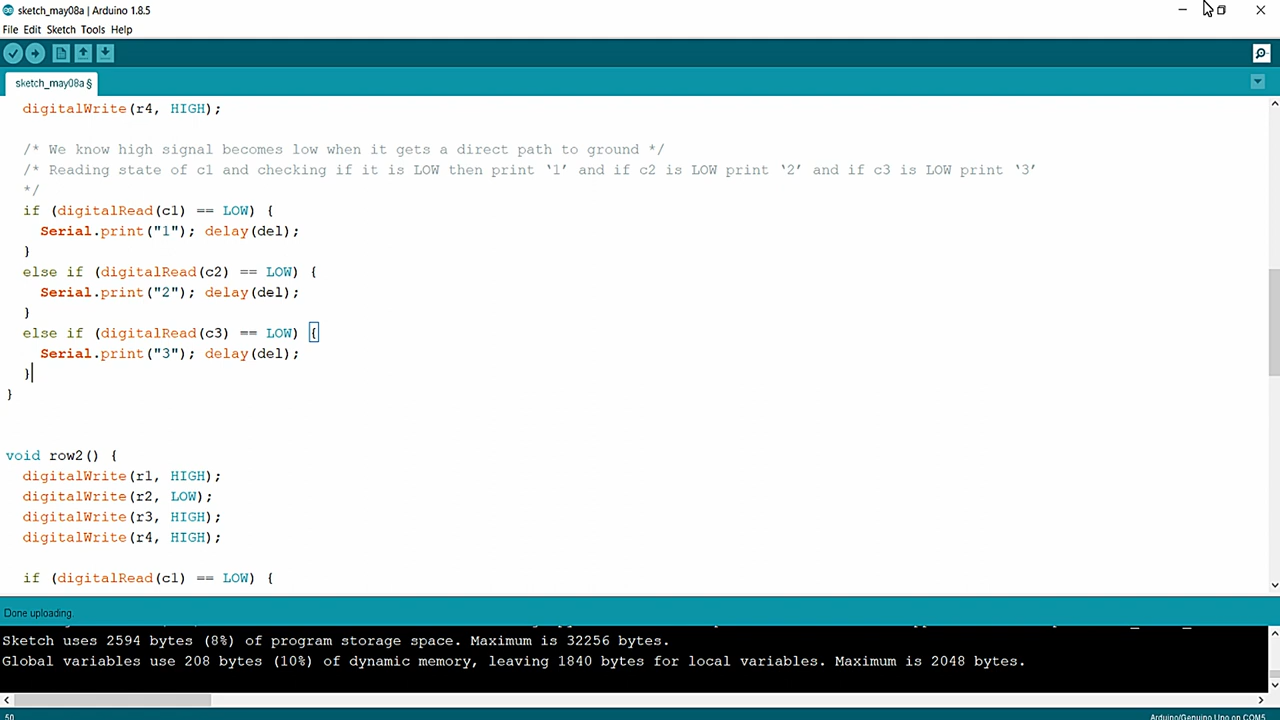 sketch_may08a | Arduino 1.8.5
File Edit Sketch Tools Help
sketch_may08a §
digitalWrite(r4, HIGH);
/* We know high signal becomes low when it gets a direct path to ground */
/* Reading state of c1 and checking if it is LOW then print ‘1’ and if c2 is LOW print ‘2’ and if c3 is LOW print ‘3’
*/
if (digitalRead(c1) == LOW) {
Serial.print("1"); delay(del);
}
else if (digitalRead(c2) == LOW) {
Serial.print("2"); delay(del);
}
else if (digitalRead(c3) == LOW) {
Serial.print("3"); delay(del);
}
}
void row2() {
digitalWrite(r1, HIGH);
digitalWrite(r2, LOW);
digitalWrite(r3, HIGH);
digitalWrite(r4, HIGH);
if (digitalRead(c1) == LOW) {
Done uploading.
Sketch uses 2594 bytes (8%) of program storage space. Maximum is 32256 bytes.
Global variables use 208 bytes (10%) of dynamic memory, leaving 1840 bytes for local variables. Maximum is 2048 bytes.
50
Arduino/Genuino Uno on COM5